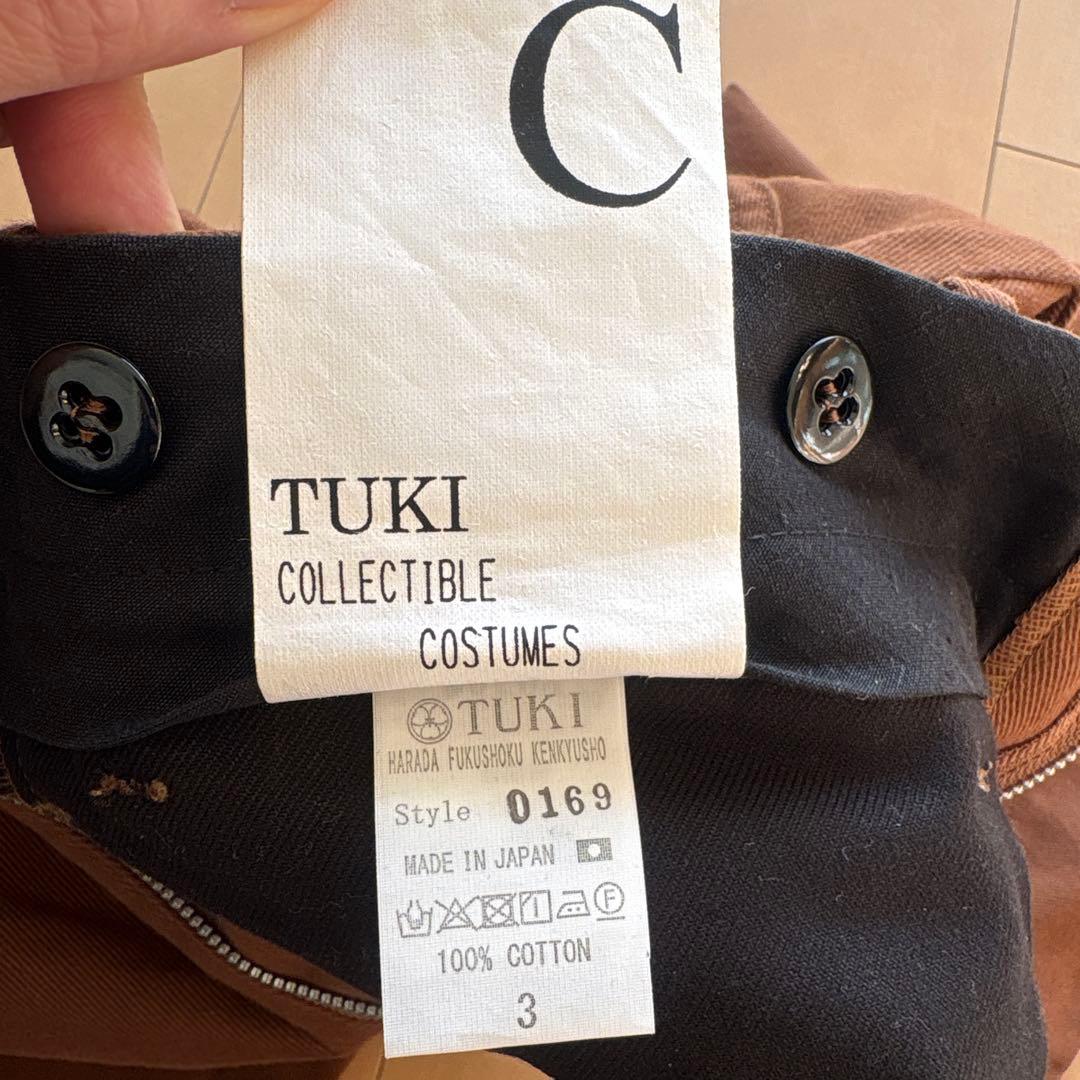 C
TUKI
COLLECTIBLE
COSTUMES
TUKI
HARADA FUKUSHOKU KENKYUSHO
Style 0169
MADE IN JAPAN
F
100% COTTON
3